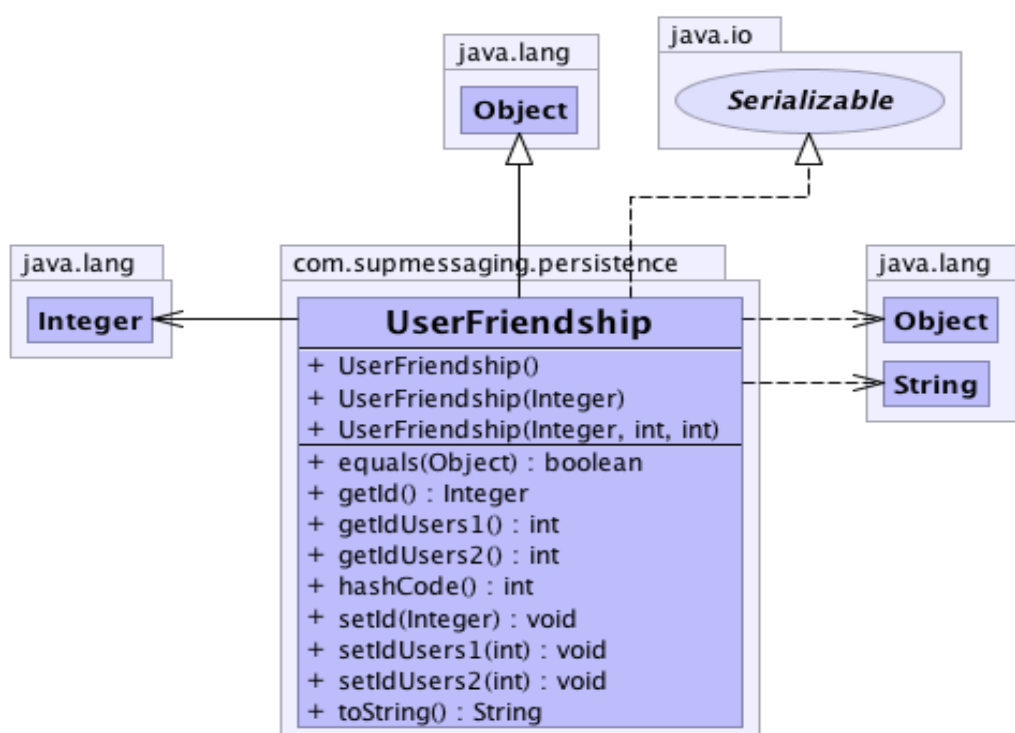 java.lang
Object
java.io
Serializable
java.lang
Integer
com.supmessaging.persistence
UserFriendship
+ UserFriendship()
+ UserFriendship(Integer)
+ UserFriendship(Integer, int, int)
+ equals(Object) : boolean
+ getId() : Integer
+ getIdUsers1() : int
+ getIdUsers2() : int
+ hashCode() : int
+ setId(Integer) : void
+ setIdUsers1(int) : void
+ setIdUsers2(int) : void
+ toString() : String
java.lang
Object
String